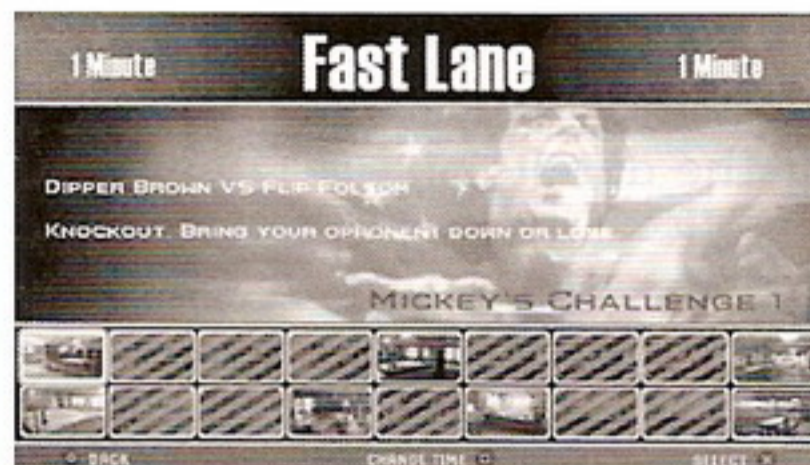 1 Minute Fast Lane 1 Minute
DIPPER BROWN VS FLIP FOLSOM
KNOCKOUT. BRING YOUR OPPONENT DOWN OR LOSE
MICKEY'S CHALLENGE 1
BACK CHANGE TIME SELECT